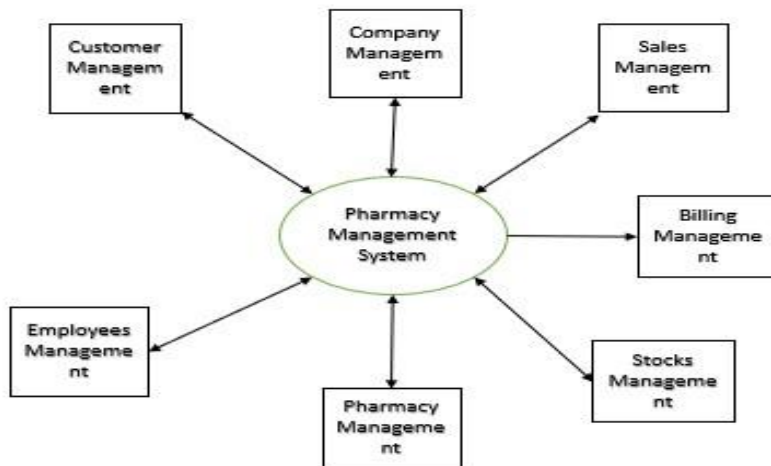 Customer
Managem
ent
Company
Managem
ent
Sales
Managem
ent
Pharmacy
Management
System
Billing
Manageme
nt
Employees
Manageme
nt
Stocks
Manageme
nt
Pharmacy
Manageme
nt